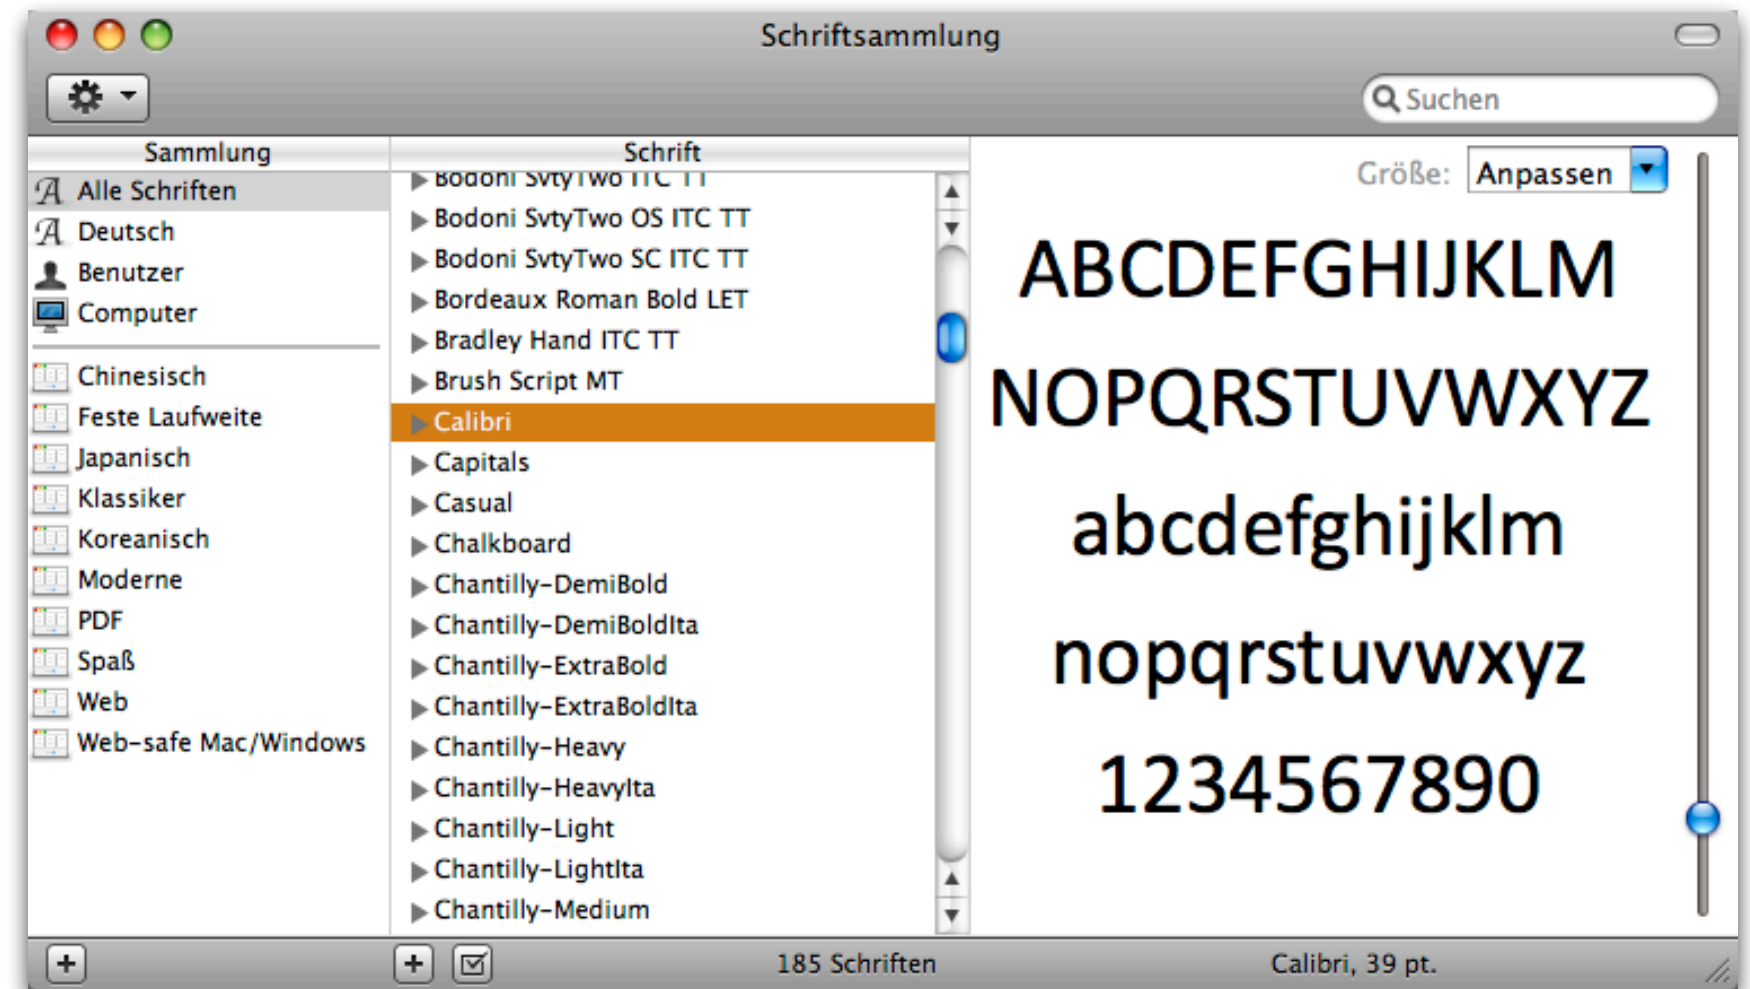 Schriftsammlung
Suchen
Sammlung
Alle Schriften
Deutsch
Benutzer
Computer
Chinesisch
Feste Laufweite
Japanisch
Klassiker
Koreanisch
Moderne
PDF
Spaß
Web
Web-safe Mac/Windows
Schrift
Bodoni SvtyTwo ITC TT
Bodoni SvtyTwo OS ITC TT
Bodoni SvtyTwo SC ITC TT
Bordeaux Roman Bold LET
Bradley Hand ITC TT
Brush Script MT
Calibri
Capitals
Casual
Chalkboard
Chantilly-DemiBold
Chantilly-DemiBoldIta
Chantilly-ExtraBold
Chantilly-ExtraBoldIta
Chantilly-Heavy
Chantilly-HeavyIta
Chantilly-Light
Chantilly-LightIta
Chantilly-Medium
Größe: Anpassen
ABCDEFGHIJKLM
NOPQRSTUVWXYZ
abcdefghijklm
nopqrstuvwxyz
1234567890
185 Schriften
Calibri, 39 pt.